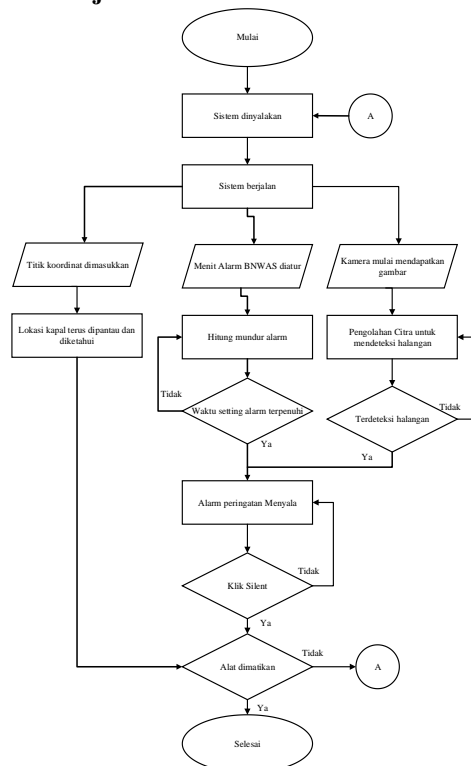 Mulai
Sistem dinyalakan
A
Sistem berjalan
Titik koordinat dimasukkan
Menit Alarm BNWAS diatur
Kamera mulai mendapatkan
gambar
Lokasi kapal terus dipantau dan
diketahui
Hitung mundur alarm
Pengolahan Citra untuk
mendeteksi halangan
Tidak
Waktu setting alarm terpenuhi
Ya
Terdeteksi halangan
Tidak
Ya
Alarm peringatan Menyala
Klik Silent
Tidak
Ya
Alat dimatikan
Tidak
A
Ya
Selesai